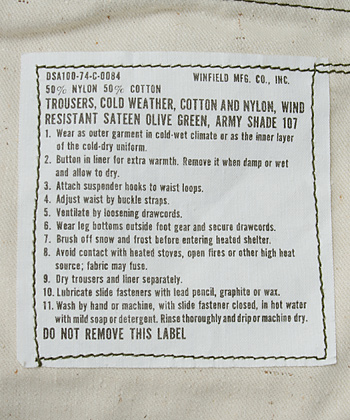 DSA100-74-C-0084 WINFIELD MFG. CO., INC.
50% NYLON 50% COTTON
TROUSERS, COLD WEATHER, COTTON AND NYLON, WIND
RESISTANT SATEEN OLIVE GREEN, ARMY SHADE 107
1. Wear as outer garment in cold-wet climate or as the inner layer
of the cold-dry uniform.
2. Button in liner for extra warmth. Remove it when damp or wet
and allow to dry.
3. Attach suspender hooks to waist loops.
4. Adjust waist by buckle straps.
5. Ventilate by loosening drawcords.
6. Wear leg bottoms outside foot gear and secure drawcords.
7. Brush off snow and frost before entering heated shelter.
8. Avoid contact with heated stoves, open fires or other high heat
source; fabric may fuse.
9. Dry trousers and liner separately.
10. Lubricate slide fasteners with lead pencil, graphite or wax.
11. Wash by hand or machine, with slide fastener closed, in hot water
with mild soap or detergent. Rinse thoroughly and drip or machine dry.
DO NOT REMOVE THIS LABEL